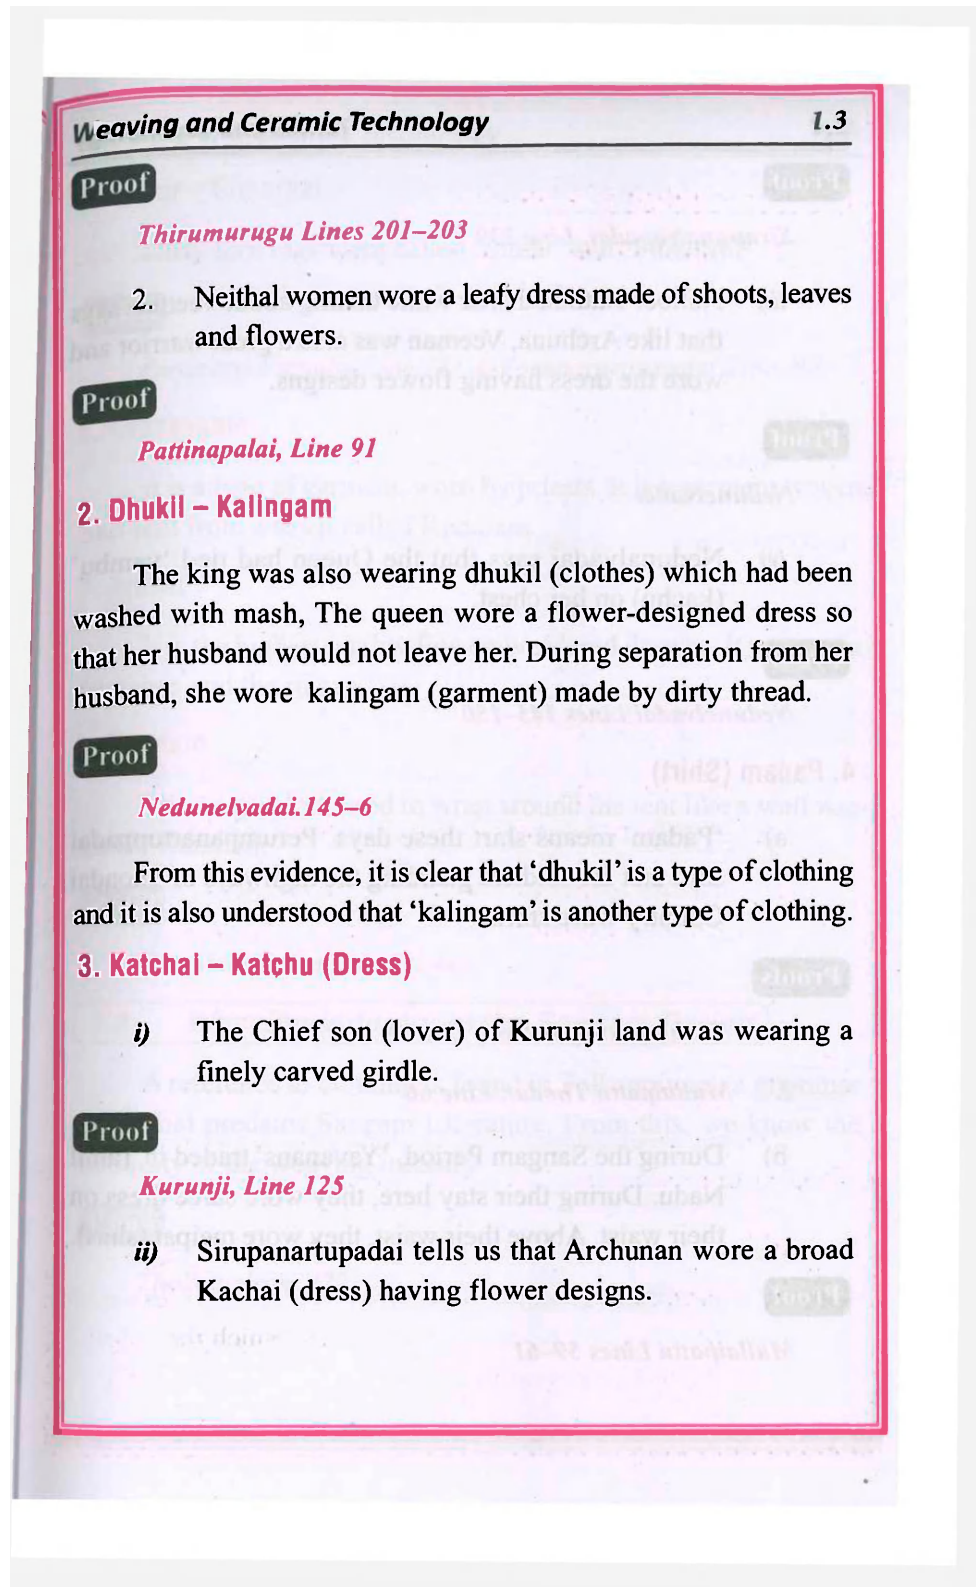 Weaving and Ceramic Technology 1.3
Proof
Thirumurugu Lines 201–203
2. Neithal women wore a leafy dress made of shoots, leaves
and flowers.
Proof
Pattinapalai, Line 91
2. Dhukil – Kalingam
The king was also wearing dhukil (clothes) which had been
washed with mash, The queen wore a flower-designed dress so
that her husband would not leave her. During separation from her
husband, she wore kalingam (garment) made by dirty thread.
Proof
Nedunelvadai.145–6
From this evidence, it is clear that ‘dhukil’ is a type of clothing
and it is also understood that ‘kalingam’ is another type of clothing.
3. Katchai – Katchu (Dress)
i) The Chief son (lover) of Kurunji land was wearing a
finely carved girdle.
Proof
Kurunji, Line 125
ii) Sirupanartupadai tells us that Archunan wore a broad
Kachai (dress) having flower designs.